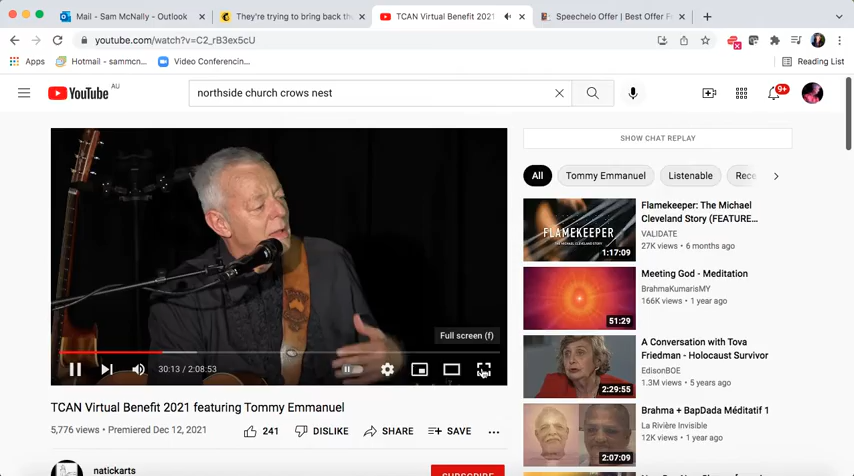 Mail - Sam McNally - Outlook
They're trying to bring back th
TCAN Virtual Benefit 2021
Speechelo Offer | Best Offer F
youtube.com/watch?v=C2_rB3ex5cU
Apps
Hotmail - sammcn...
Video Conferencin...
Reading List
YouTube AU
northside church crows nest
9+
SHOW CHAT REPLAY
All
Tommy Emmanuel
Listenable
Rece
Flamekeeper: The Michael
Cleveland Story (FEATURE...
VALIDATE
27K views • 6 months ago
FLAMEKEEPER
THE MICHAEL CLEVELAND STORY
1:17:09
Meeting God - Meditation
BrahmaKumarisMY
166K views • 1 year ago
51:29
A Conversation with Tova
Friedman - Holocaust Survivor
EdisonBOE
1.3M views • 5 years ago
2:29:55
Brahma + BapDada Méditatif 1
La Rivière Invisible
12K views • 1 year ago
2:07:09
Full screen (f)
30:13 / 2:08:53
TCAN Virtual Benefit 2021 featuring Tommy Emmanuel
5,776 views • Premiered Dec 12, 2021
241
DISLIKE
SHARE
SAVE
natickarts
SUBSCRIBE